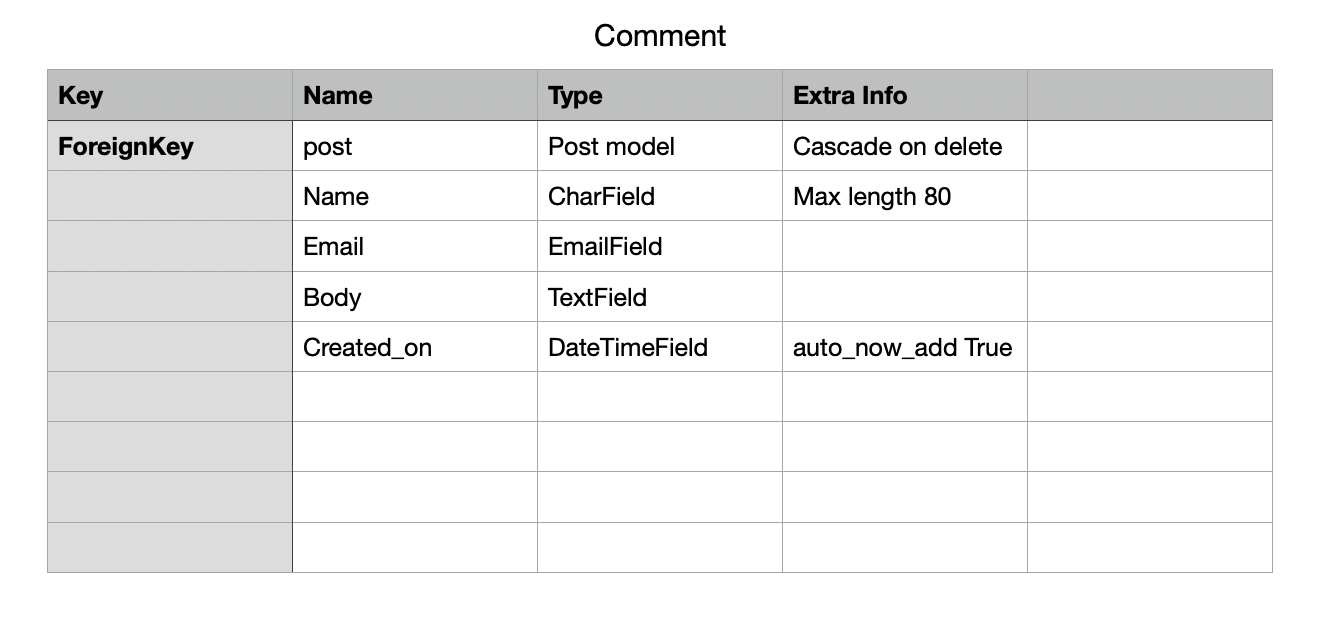 Comment
Key Name Type Extra Info
ForeignKey post Post model Cascade on delete
Name CharField Max length 80
Email EmailField
Body TextField
Created_on DateTimeField auto_now_add True